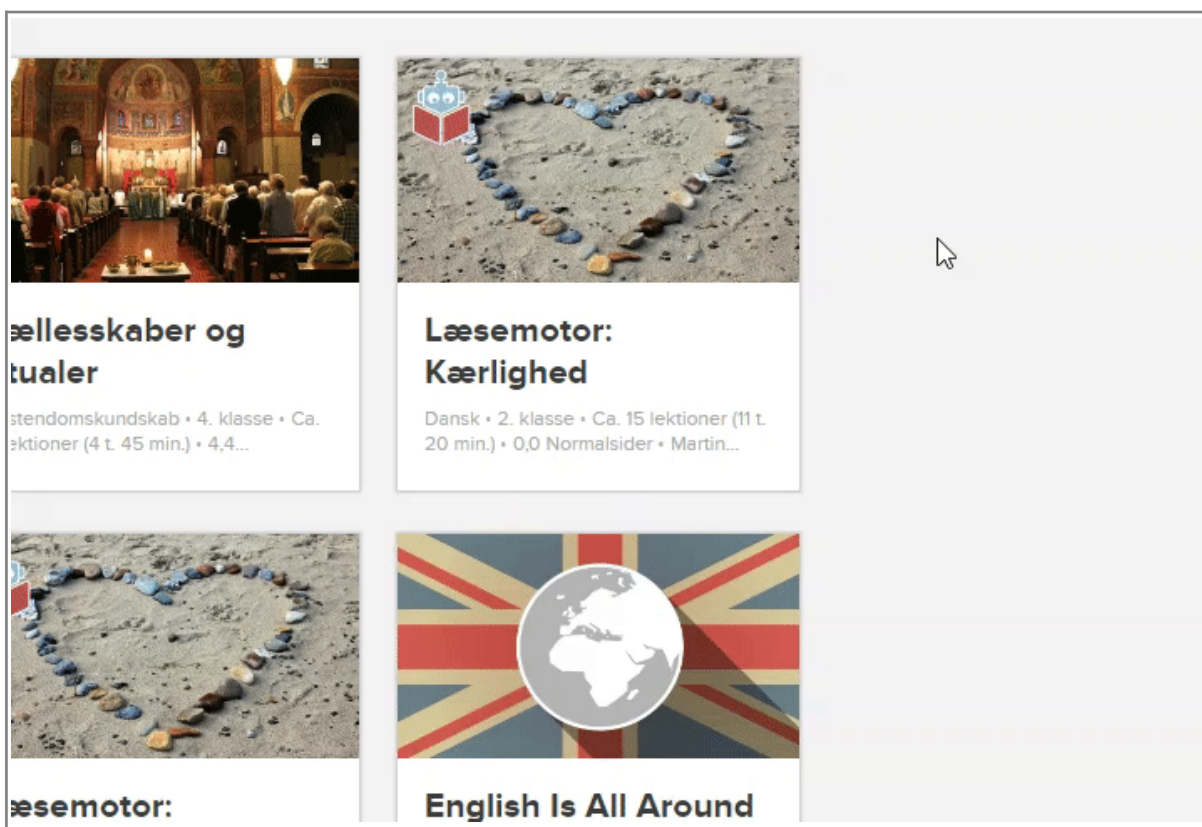 ællesskaber og
tualer
stendomskundskab • 4. klasse • Ca.
ektioner (4 t. 45 min.) • 4,4...
Læsemotor:
Kærlighed
Dansk • 2. klasse • Ca. 15 lektioner (11 t.
20 min.) • 0,0 Normalsider • Martin...
æsemotor:
English Is All Around